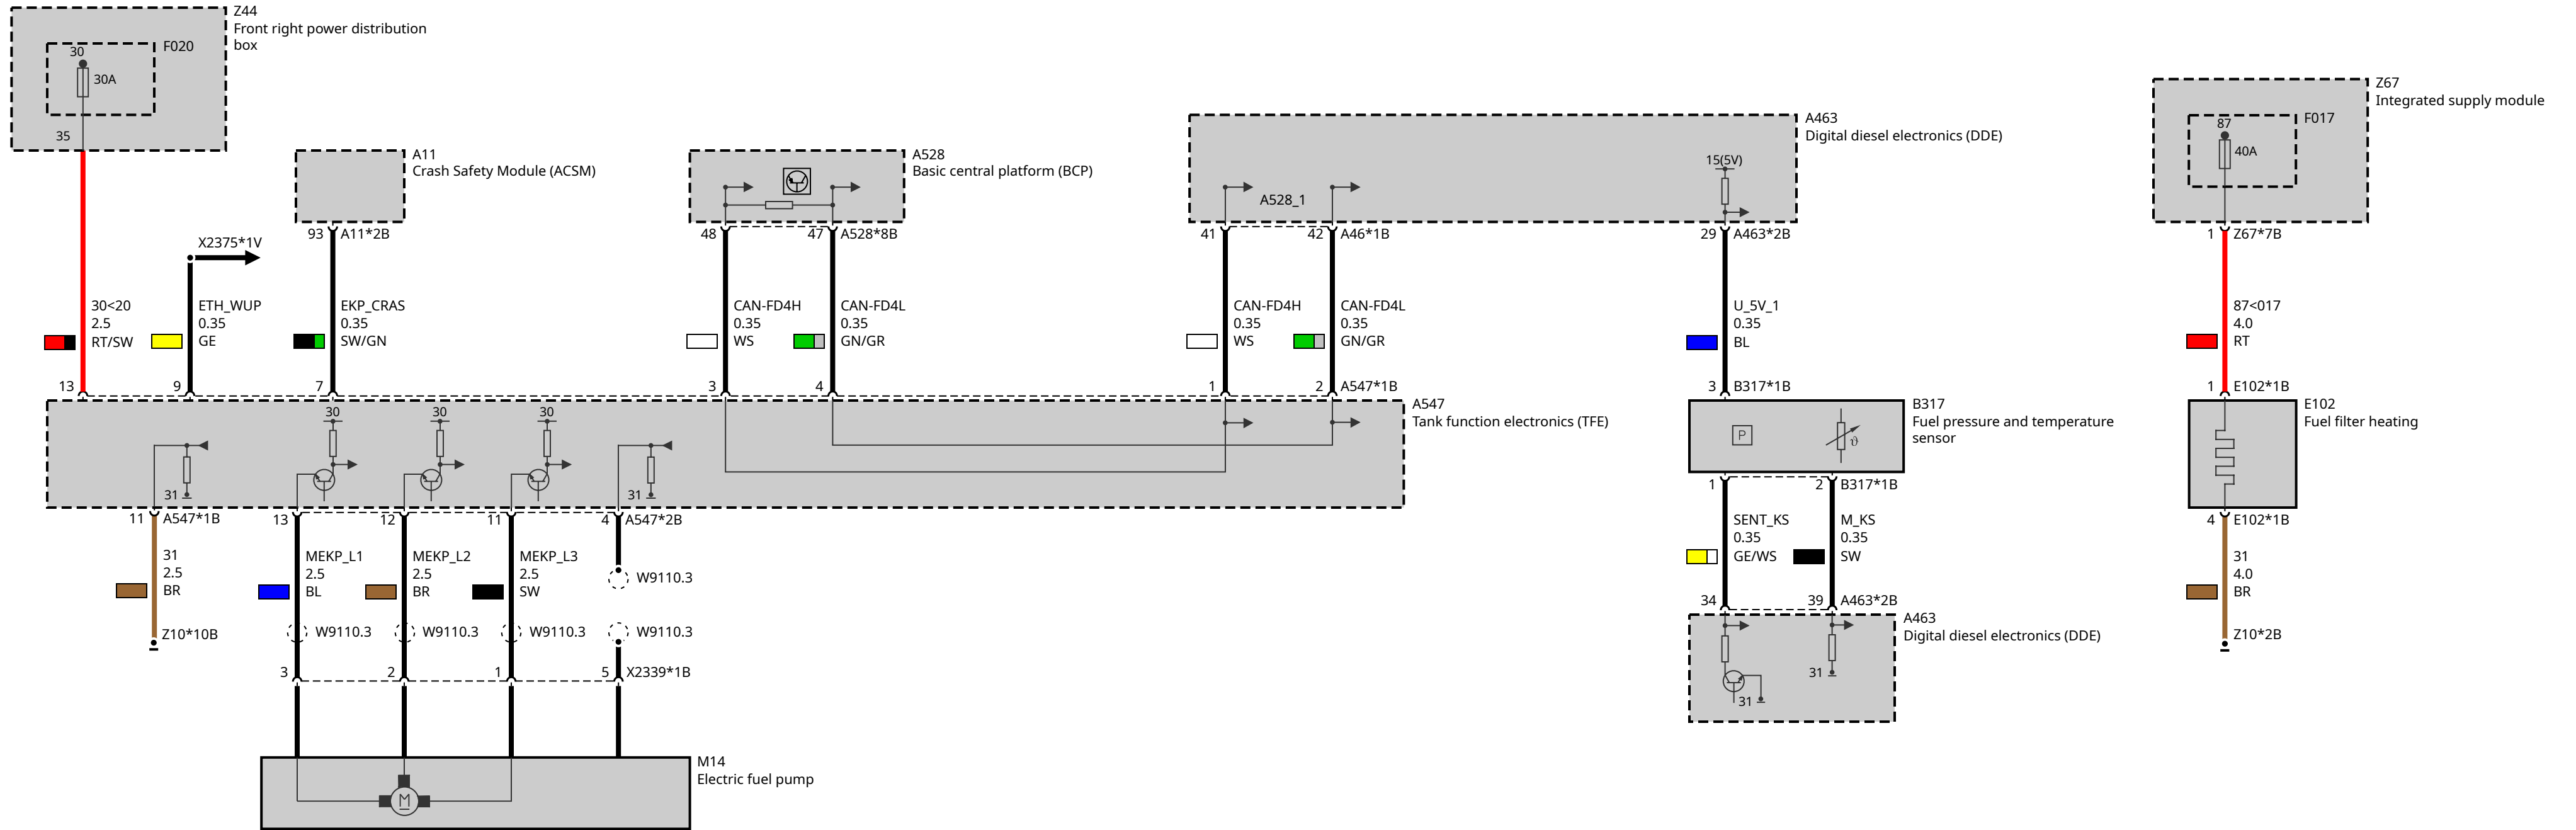 Z44
Front right power distribution
box
F020
30
30A
35
Z67
Integrated supply module
F017
87
40A
A463
Digital diesel electronics (DDE)
15(5V)
A528_1
A11
Crash Safety Module (ACSM)
A528
Basic central platform (BCP)
93 A11*2B
48
47 A528*8B
41
42 A46*1B
29 A463*2B
1 Z67*7B
X2375*1V
30<20
2.5
RT/SW
ETH_WUP
0.35
GE
EKP_CRAS
0.35
SW/GN
CAN-FD4H
0.35
WS
CAN-FD4L
0.35
GN/GR
CAN-FD4H
0.35
WS
CAN-FD4L
0.35
GN/GR
U_5V_1
0.35
BL
87<017
4.0
RT
13
9
7
3
4
1
2 A547*1B
3 B317*1B
1 E102*1B
A547
Tank function electronics (TFE)
30
30
30
31
31
B317
Fuel pressure and temperature
sensor
P
ϑ
E102
Fuel filter heating
11 A547*1B
13
12
11
4 A547*2B
1
2 B317*1B
4 E102*1B
31
2.5
BR
MEKP_L1
2.5
BL
MEKP_L2
2.5
BR
MEKP_L3
2.5
SW
W9110.3
SENT_KS
0.35
GE/WS
M_KS
0.35
SW
31
4.0
BR
34
39 A463*2B
Z10*10B
W9110.3
W9110.3
W9110.3
W9110.3
A463
Digital diesel electronics (DDE)
31
31
Z10*2B
3
2
1
5 X2339*1B
M14
Electric fuel pump
M